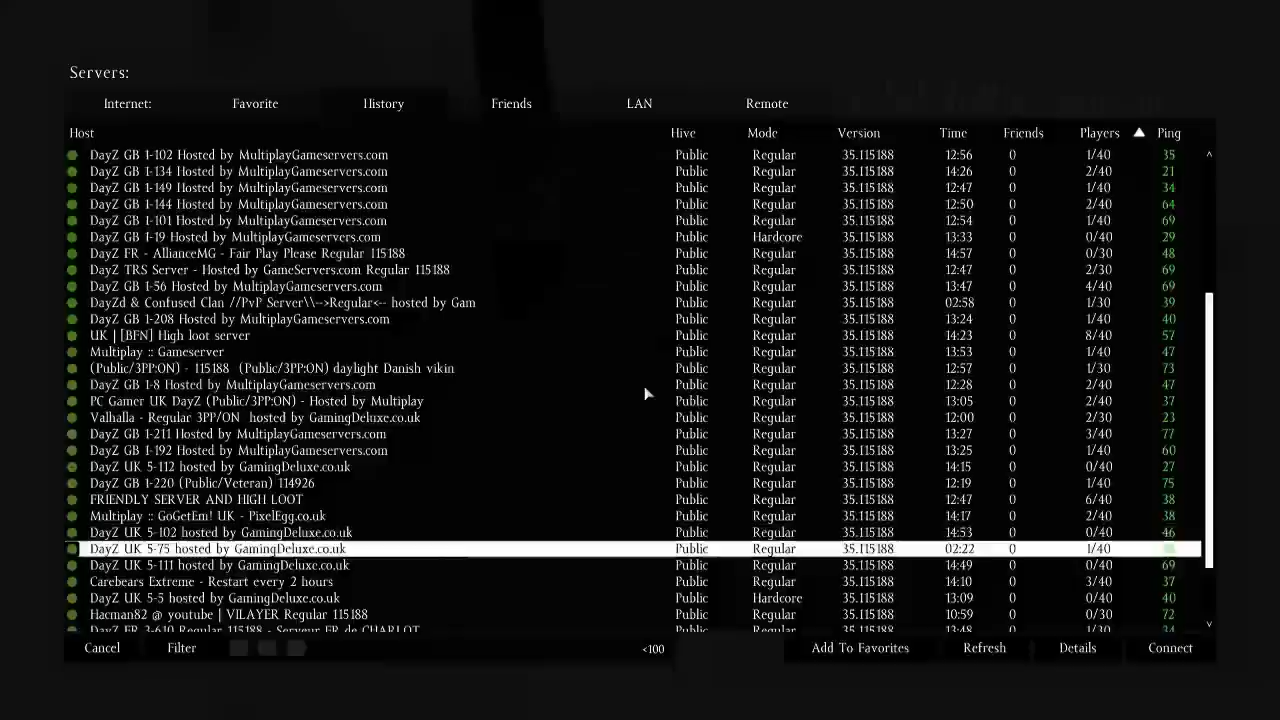 Servers:
Internet: Favorite History Friends LAN Remote
Host Hive Mode Version Time Friends Players Ping
DayZ GB 1-102 Hosted by MultiplayGameservers.com Public Regular 35.115188 12:56 0 1/40 35
DayZ GB 1-134 Hosted by MultiplayGameservers.com Public Regular 35.115188 14:26 0 2/40 21
DayZ GB 1-149 Hosted by MultiplayGameservers.com Public Regular 35.115188 12:47 0 1/40 34
DayZ GB 1-144 Hosted by MultiplayGameservers.com Public Regular 35.115188 12:50 0 2/40 64
DayZ GB 1-101 Hosted by MultiplayGameservers.com Public Regular 35.115188 12:54 0 1/40 69
DayZ GB 1-19 Hosted by MultiplayGameservers.com Public Hardcore 35.115188 13:33 0 0/40 29
DayZ FR - AllianceMG - Fair Play Please Regular 115188 Public Regular 35.115188 14:57 0 0/30 48
DayZ TRS Server - Hosted by GameServers.com Regular 115188 Public Regular 35.115188 12:47 0 2/30 69
DayZ GB 1-56 Hosted by MultiplayGameservers.com Public Regular 35.115188 13:47 0 4/40 69
DayZd & Confused Clan //PvP Server\\-->Regular<-- hosted by Gam Public Regular 35.115188 02:58 0 1/30 39
DayZ GB 1-208 Hosted by MultiplayGameservers.com Public Regular 35.115188 13:24 0 1/40 40
UK | [BFN] High loot server Public Regular 35.115188 14:23 0 8/40 57
Multiplay :: Gameserver Public Regular 35.115188 13:53 0 1/40 47
(Public/3PP:ON) - 115188 (Public/3PP:ON) daylight Danish vikin Public Regular 35.115188 12:57 0 1/30 73
DayZ GB 1-8 Hosted by MultiplayGameservers.com Public Regular 35.115188 12:28 0 2/40 47
PC Gamer UK DayZ (Public/3PP:ON) - Hosted by Multiplay Public Regular 35.115188 13:05 0 2/40 37
Valhalla - Regular 3PP/ON hosted by GamingDeluxe.co.uk Public Regular 35.115188 12:00 0 2/30 23
DayZ GB 1-211 Hosted by MultiplayGameservers.com Public Regular 35.115188 13:27 0 3/40 77
DayZ GB 1-192 Hosted by MultiplayGameservers.com Public Regular 35.115188 13:25 0 1/40 60
DayZ UK 5-112 hosted by GamingDeluxe.co.uk Public Regular 35.115188 14:15 0 0/40 27
DayZ GB 1-220 (Public/Veteran) 114926 Public Regular 35.115188 12:19 0 1/40 75
FRIENDLY SERVER AND HIGH LOOT Public Regular 35.115188 12:47 0 6/40 38
Multiplay :: GoGetEm! UK - PixelEgg.co.uk Public Regular 35.115188 14:17 0 2/40 38
DayZ UK 5-102 hosted by GamingDeluxe.co.uk Public Regular 35.115188 14:53 0 0/40 46
DayZ UK 5-75 hosted by GamingDeluxe.co.uk Public Regular 35.115188 02:22 0 1/40
DayZ UK 5-111 hosted by GamingDeluxe.co.uk Public Regular 35.115188 14:49 0 0/40 69
Carebears Extreme - Restart every 2 hours Public Regular 35.115188 14:10 0 3/40 37
DayZ UK 5-5 hosted by GamingDeluxe.co.uk Public Hardcore 35.115188 13:09 0 0/40 40
Hacman82 @ youtube | VILAYER Regular 115188 Public Regular 35.115188 10:59 0 0/30 72
DayZ FR 3-610 Regular 115188 - Serveur FR de CHARLOT Public Regular 35.115188 13:48 0 1/30 34
Cancel Filter <100 Add To Favorites Refresh Details Connect